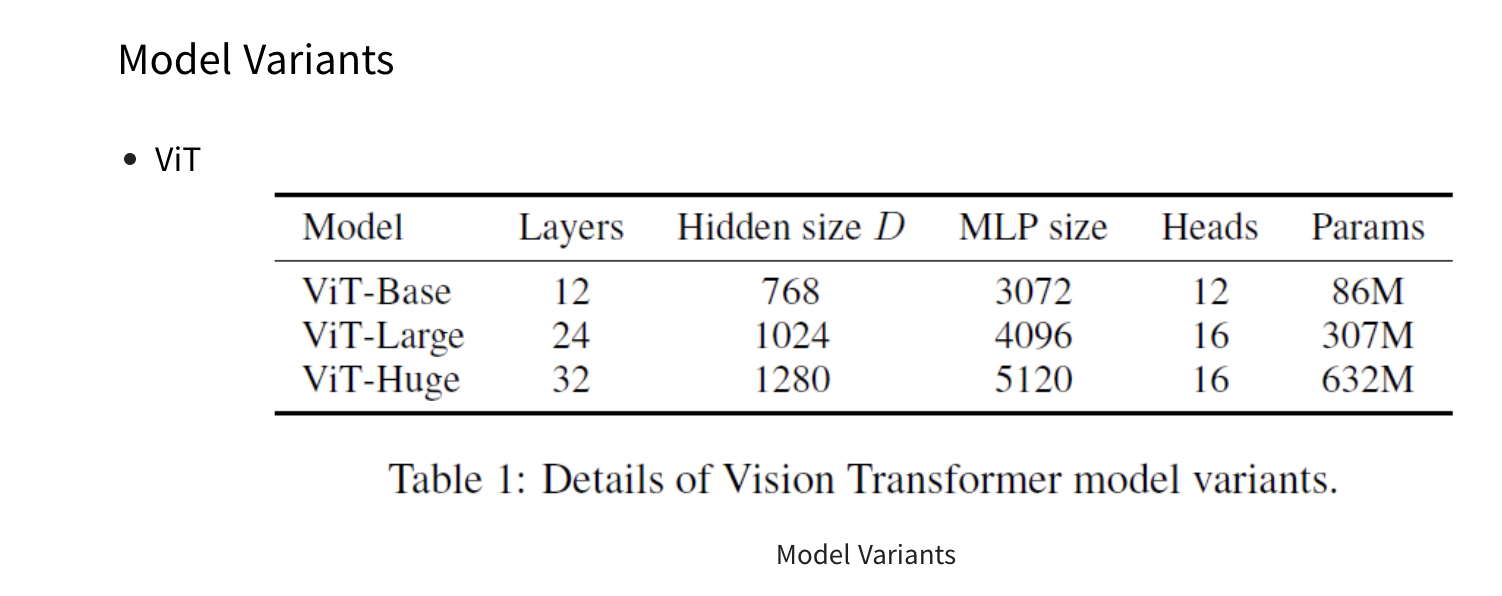 Model Variants
• ViT
Model Layers Hidden size D MLP size Heads Params
ViT-Base 12 768 3072 12 86M
ViT-Large 24 1024 4096 16 307M
ViT-Huge 32 1280 5120 16 632M
Table 1: Details of Vision Transformer model variants.
Model Variants